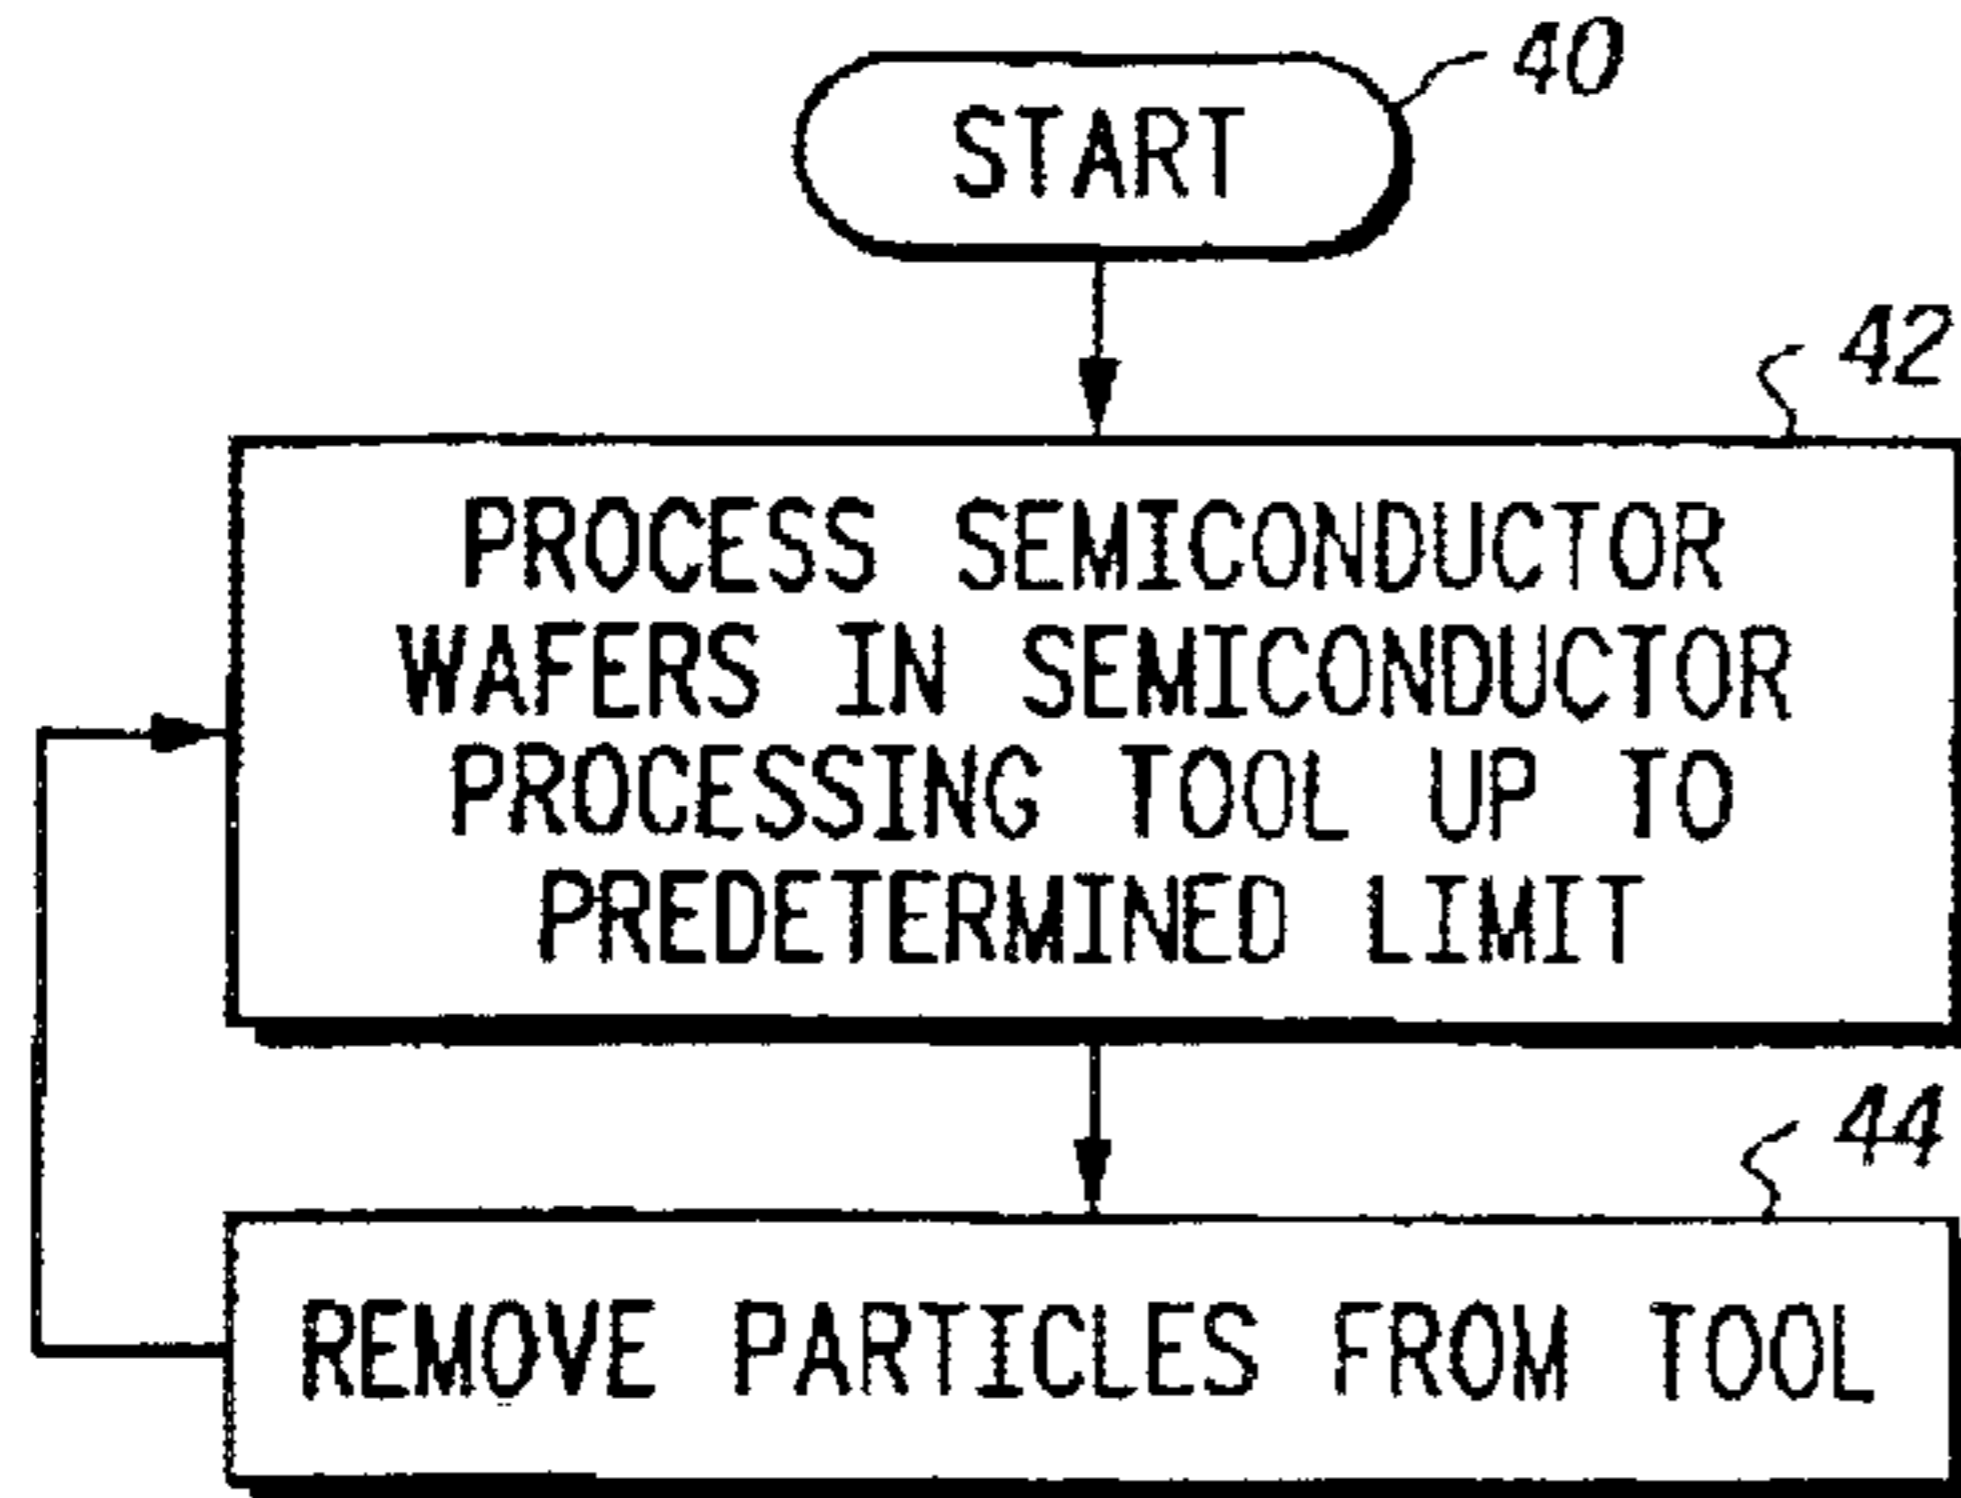 40
START
42
PROCESS SEMICONDUCTOR
WAFERS IN SEMICONDUCTOR
PROCESSING TOOL UP TO
PREDETERMINED LIMIT
44
REMOVE PARTICLES FROM TOOL